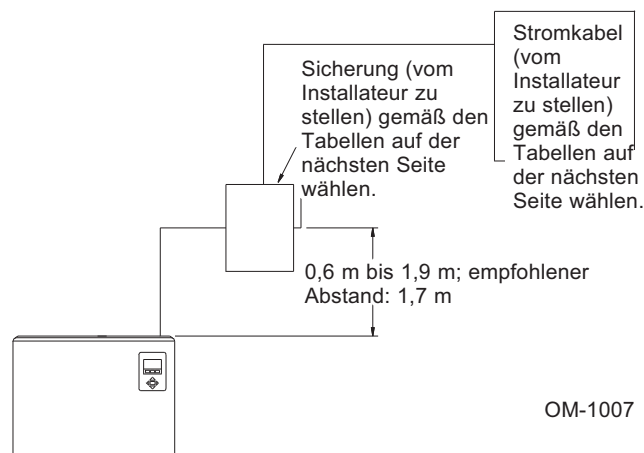 Stromkabel
(vom
Installateur
zu stellen)
gemäß den
Tabellen auf
der nächsten
Seite wählen.
Sicherung (vom
Installateur zu
stellen) gemäß den
Tabellen auf der
nächsten Seite
wählen.
0,6 m bis 1,9 m; empfohlener
Abstand: 1,7 m
OM-1007